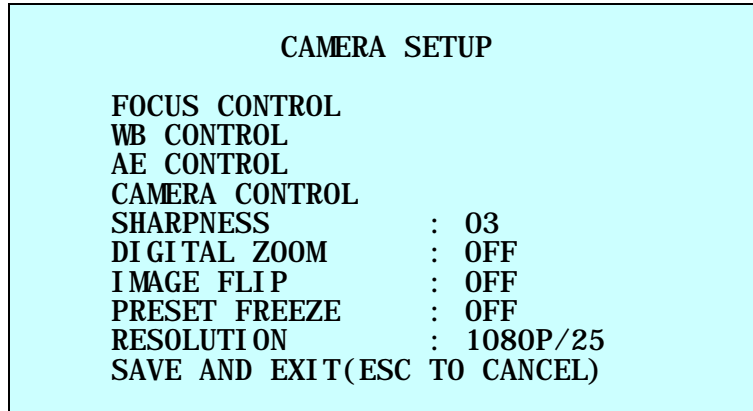 CAMERA SETUP
FOCUS CONTROL
WB CONTROL
AE CONTROL
CAMERA CONTROL
SHARPNESS : 03
DIGITAL ZOOM : OFF
IMAGE FLIP : OFF
PRESET FREEZE : OFF
RESOLUTION : 1080P/25
SAVE AND EXIT(ESC TO CANCEL)